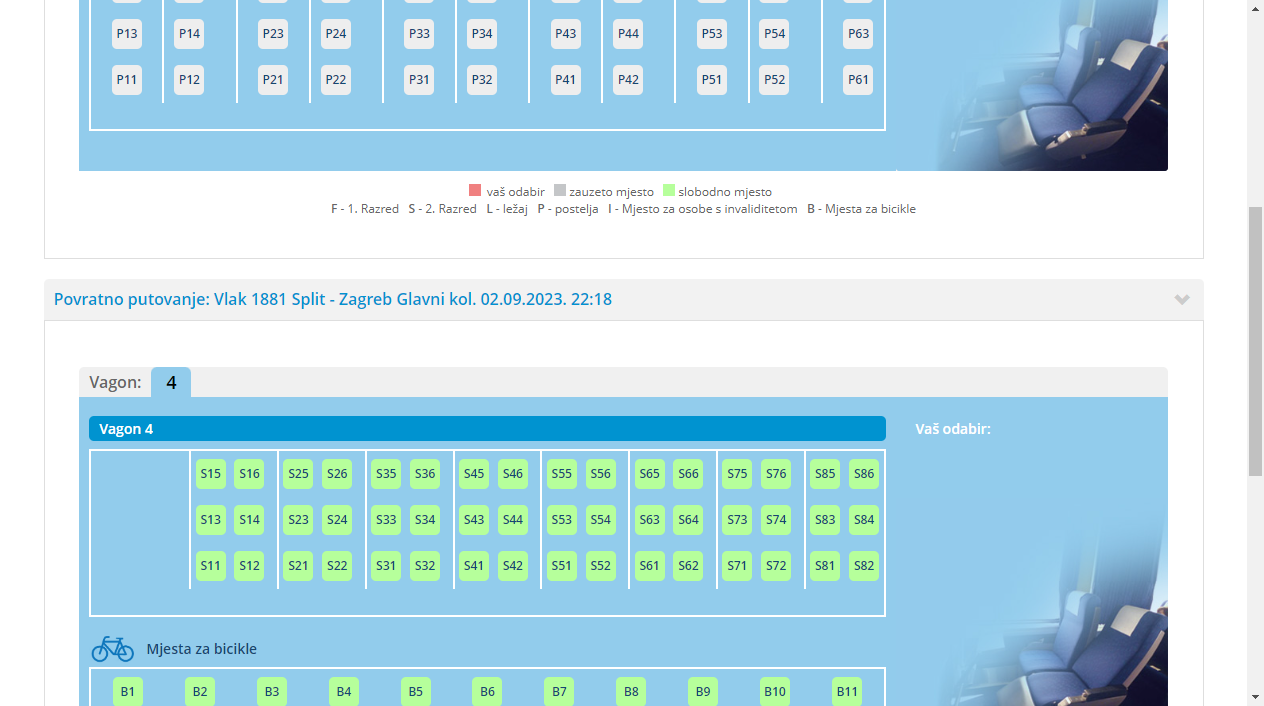 P13 P14 P23 P24 P33 P34 P43 P44 P53 P54 P63
P11 P12 P21 P22 P31 P32 P41 P42 P51 P52 P61
vaš odabir zauzeto mjesto slobodno mjesto
F - 1. Razred S - 2. Razred L - ležaj P - postelja I - Mjesto za osobe s invaliditetom B - Mjesta za bicikle
Povratno putovanje: Vlak 1881 Split - Zagreb Glavni kol. 02.09.2023. 22:18
Vagon: 4
Vagon 4
Vaš odabir:
S15 S16 S25 S26 S35 S36 S45 S46 S55 S56 S65 S66 S75 S76 S85 S86
S13 S14 S23 S24 S33 S34 S43 S44 S53 S54 S63 S64 S73 S74 S83 S84
S11 S12 S21 S22 S31 S32 S41 S42 S51 S52 S61 S62 S71 S72 S81 S82
Mjesta za bicikle
B1 B2 B3 B4 B5 B6 B7 B8 B9 B10 B11